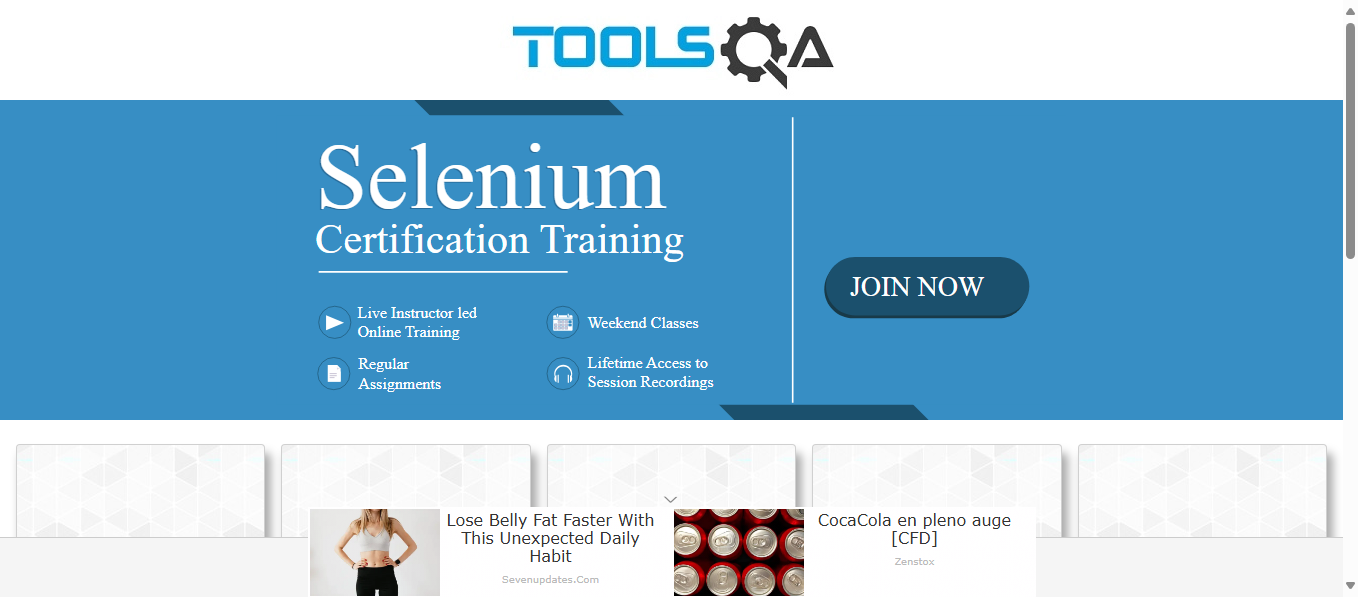 TOOLSQA
Selenium
Certification Training
Live Instructor led
Online Training
Weekend Classes
Regular
Assignments
Lifetime Access to
Session Recordings
JOIN NOW
Lose Belly Fat Faster With
This Unexpected Daily
Habit
Sevenupdates.Com
CocaCola en pleno auge
[CFD]
Zenstox